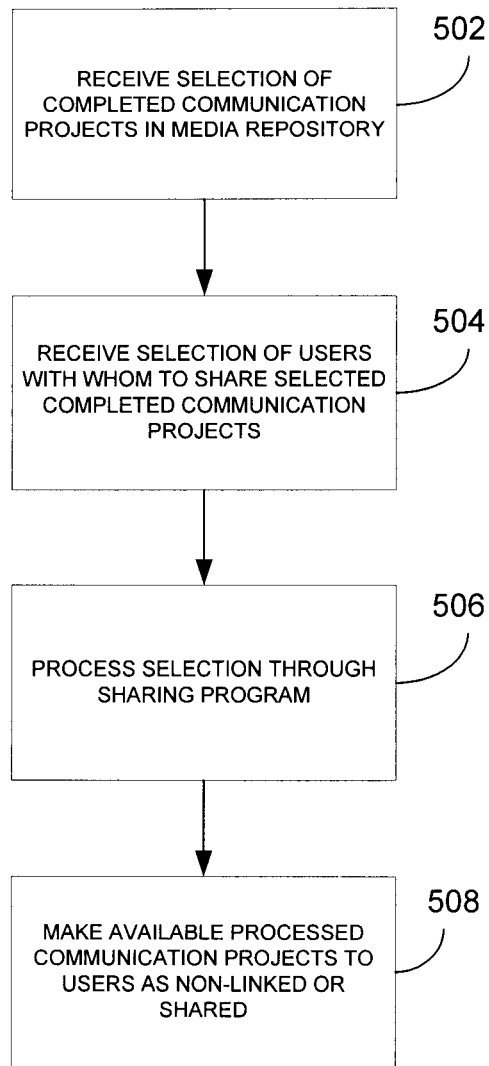 502
RECEIVE SELECTION OF
COMPLETED COMMUNICATION
PROJECTS IN MEDIA REPOSITORY
504
RECEIVE SELECTION OF USERS
WITH WHOM TO SHARE SELECTED
COMPLETED COMMUNICATION
PROJECTS
506
PROCESS SELECTION THROUGH
SHARING PROGRAM
508
MAKE AVAILABLE PROCESSED
COMMUNICATION PROJECTS TO
USERS AS NON-LINKED OR
SHARED